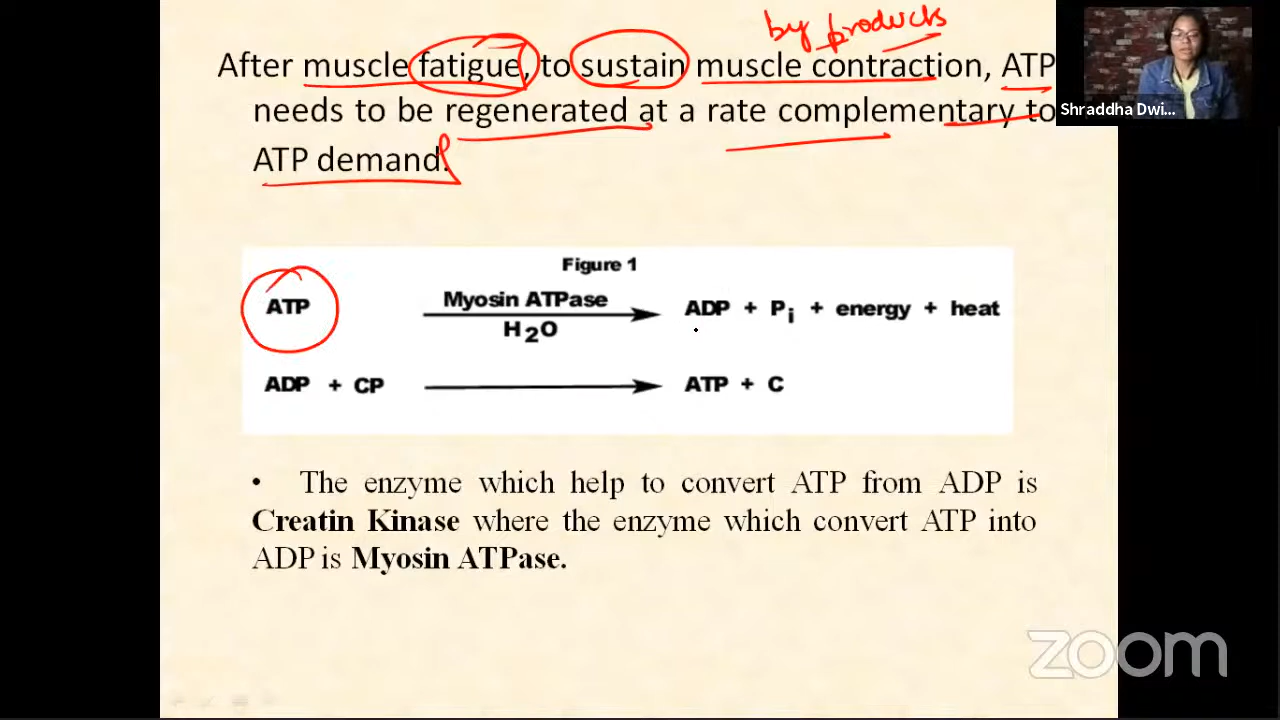 by products
After muscle fatigue, to sustain muscle contraction, ATP
needs to be regenerated at a rate complementary to
ATP demand.
Shraddha Dwi...
Figure 1
ATP Myosin ATPase ADP + Pi + energy + heat
H2O
ADP + CP ATP + C
• The enzyme which help to convert ATP from ADP is
Creatin Kinase where the enzyme which convert ATP into
ADP is Myosin ATPase.
zoom